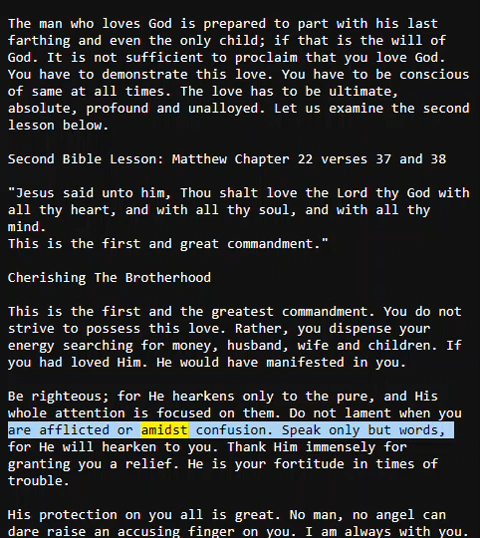 The man who loves God is prepared to part with his last
farthing and even the only child; if that is the will of
God. It is not sufficient to proclaim that you love God.
You have to demonstrate this love. You have to be conscious
of same at all times. The love has to be ultimate,
absolute, profound and unalloyed. Let us examine the second
lesson below.
Second Bible Lesson: Matthew Chapter 22 verses 37 and 38
"Jesus said unto him, Thou shalt love the Lord thy God with
all thy heart, and with all thy soul, and with all thy
mind.
This is the first and great commandment."
Cherishing The Brotherhood
This is the first and the greatest commandment. You do not
strive to possess this love. Rather, you dispense your
energy searching for money, husband, wife and children. If
you had loved Him. He would have manifested in you.
Be righteous; for He hearkens only to the pure, and His
whole attention is focused on them. Do not lament when you
are afflicted or amidst confusion. Speak only but words,
for He will hearken to you. Thank Him immensely for
granting you a relief. He is your fortitude in times of
trouble.
His protection on you all is great. No man, no angel can
dare raise an accusing finger on you. I am always with you.